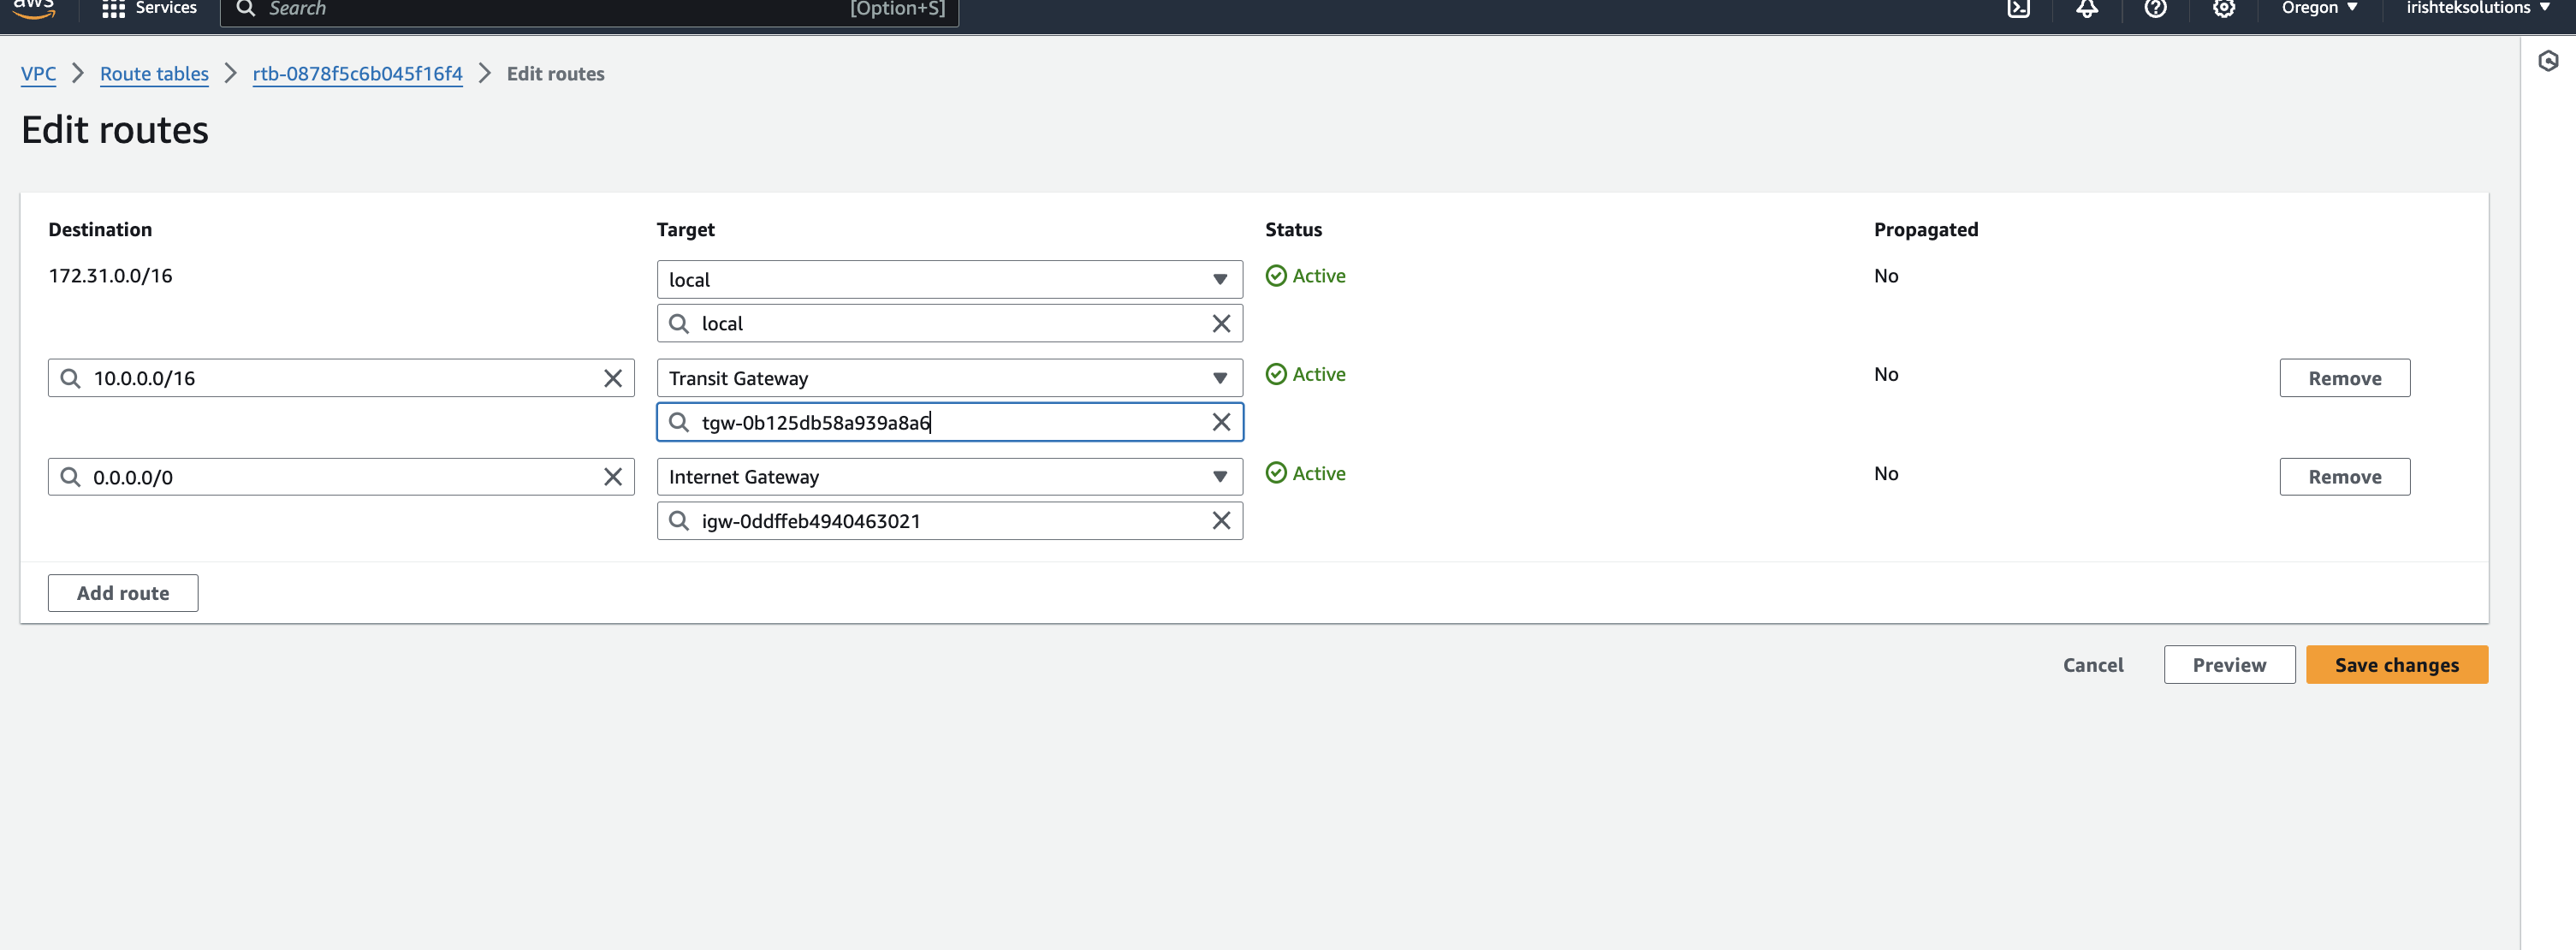 aws Services Search [Option+S] Oregon irishteksolutions
VPC Route tables rtb-0878f5c6b045f16f4 Edit routes
Edit routes
Destination Target Status Propagated
172.31.0.0/16 local Active No
local
10.0.0.0/16 Transit Gateway Active No Remove
tgw-0b125db58a939a8a6
0.0.0.0/0 Internet Gateway Active No Remove
igw-0ddffeb4940463021
Add route
Cancel Preview Save changes